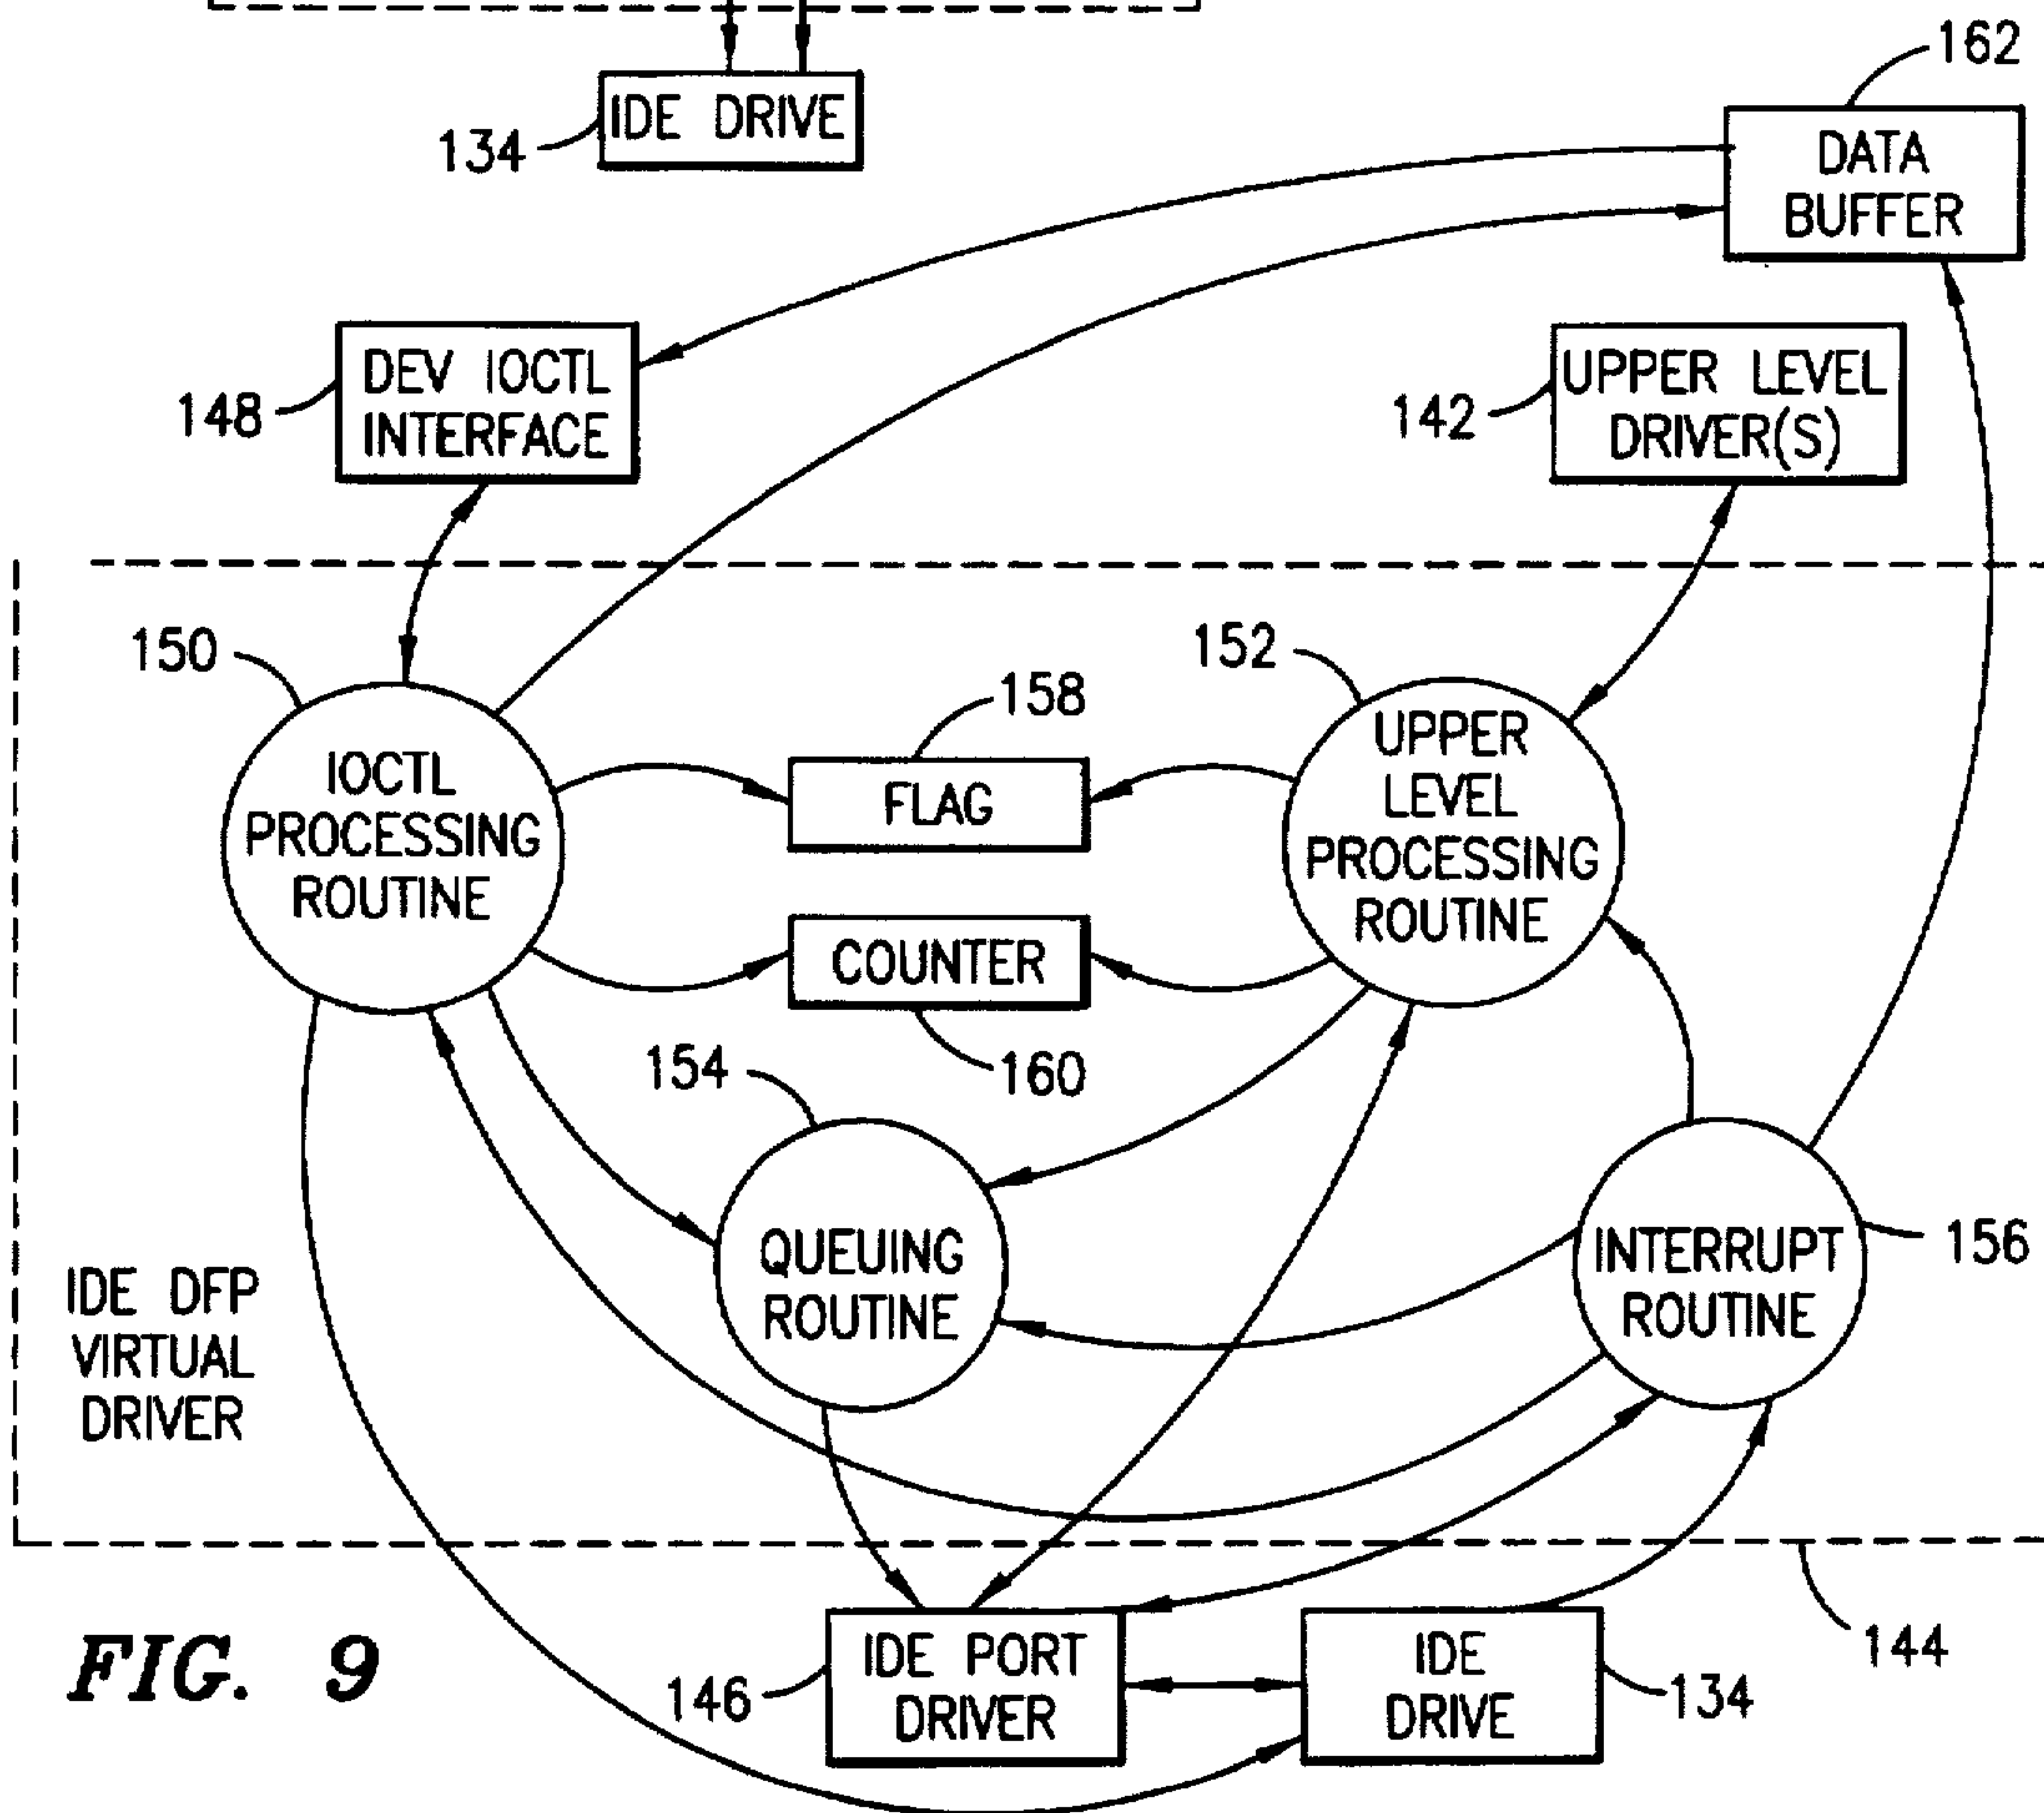 IDE DRIVE
134
162
DATA
BUFFER
DEV IOCTL
INTERFACE
148
UPPER LEVEL
DRIVER(S)
142
150
152
158
IOCTL
PROCESSING
ROUTINE
FLAG
UPPER
LEVEL
PROCESSING
ROUTINE
COUNTER
160
154
QUEUING
ROUTINE
INTERRUPT
ROUTINE
156
IDE DFP
VIRTUAL
DRIVER
144
FIG. 9
IDE PORT
DRIVER
146
IDE
DRIVE
134